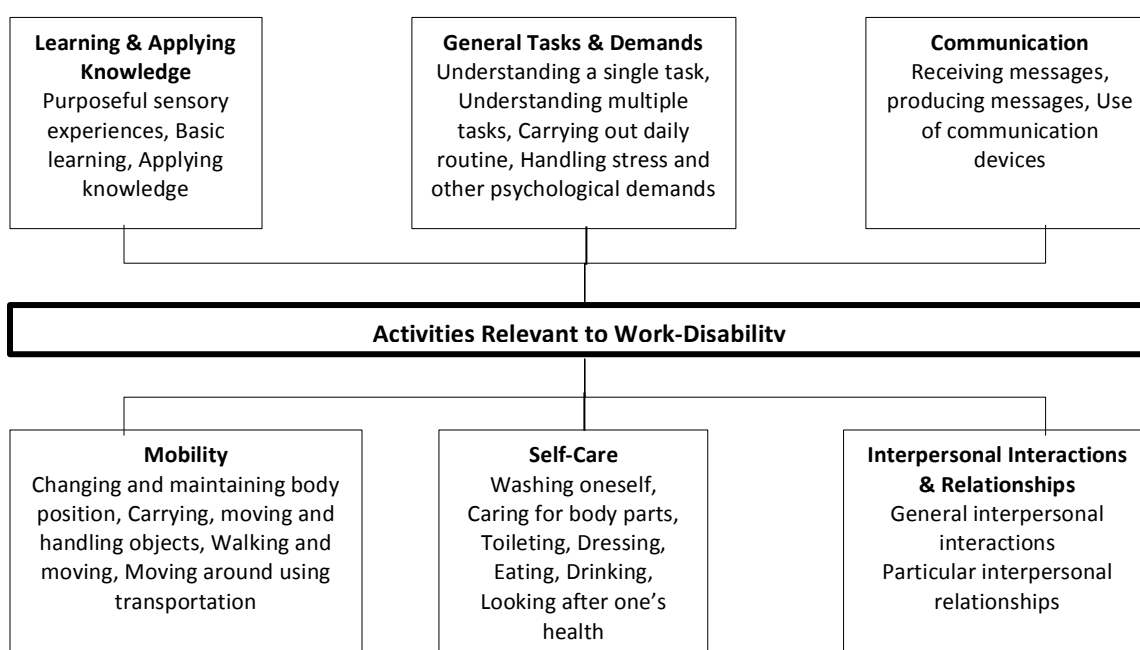 Learning & Applying
Knowledge
Purposeful sensory
experiences, Basic
learning, Applying
knowledge
General Tasks & Demands
Understanding a single task,
Understanding multiple
tasks, Carrying out daily
routine, Handling stress and
other psychological demands
Communication
Receiving messages,
producing messages, Use
of communication
devices
Activities Relevant to Work-Disability
Mobility
Changing and maintaining body
position, Carrying, moving and
handling objects, Walking and
moving, Moving around using
transportation
Self-Care
Washing oneself,
Caring for body parts,
Toileting, Dressing,
Eating, Drinking,
Looking after one’s
health
Interpersonal Interactions
& Relationships
General interpersonal
interactions
Particular interpersonal
relationships